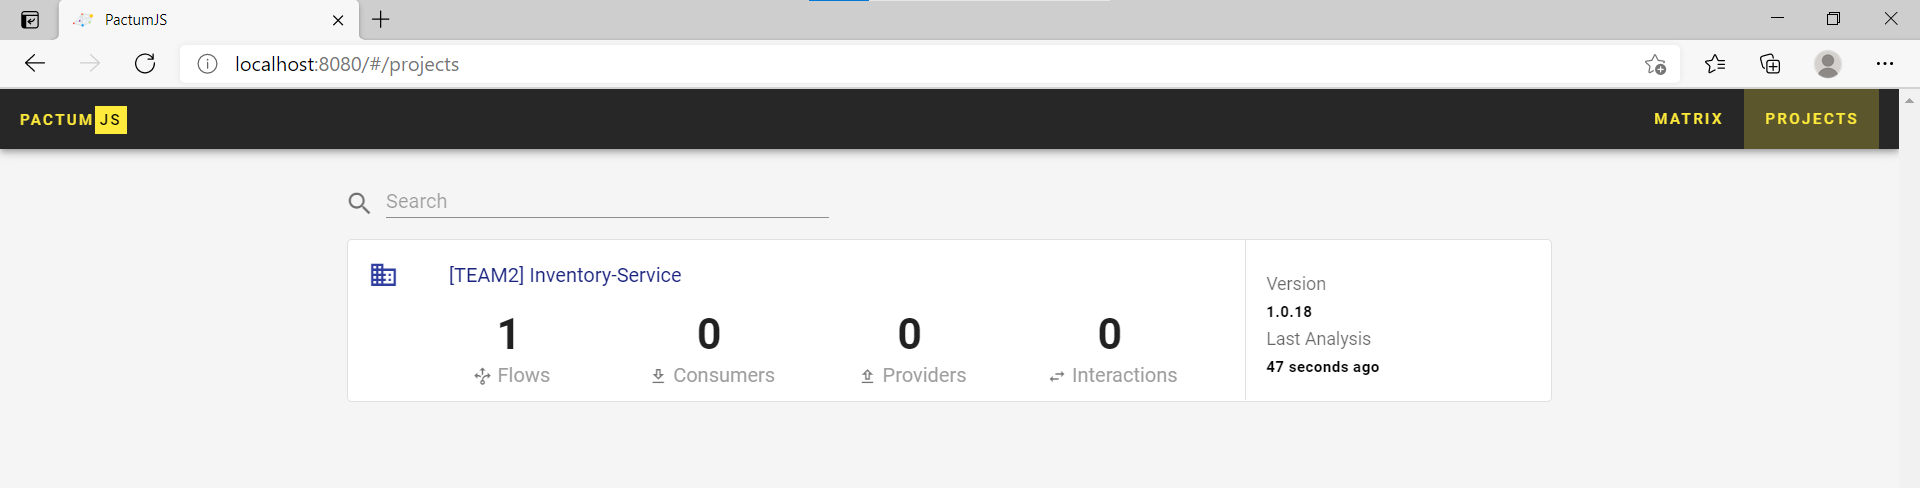 PactumJS
localhost:8080/#/projects
PACTUM JS
MATRIX
PROJECTS
Search
[TEAM2] Inventory-Service
1
0
0
0
Flows
Consumers
Providers
Interactions
Version
1.0.18
Last Analysis
47 seconds ago